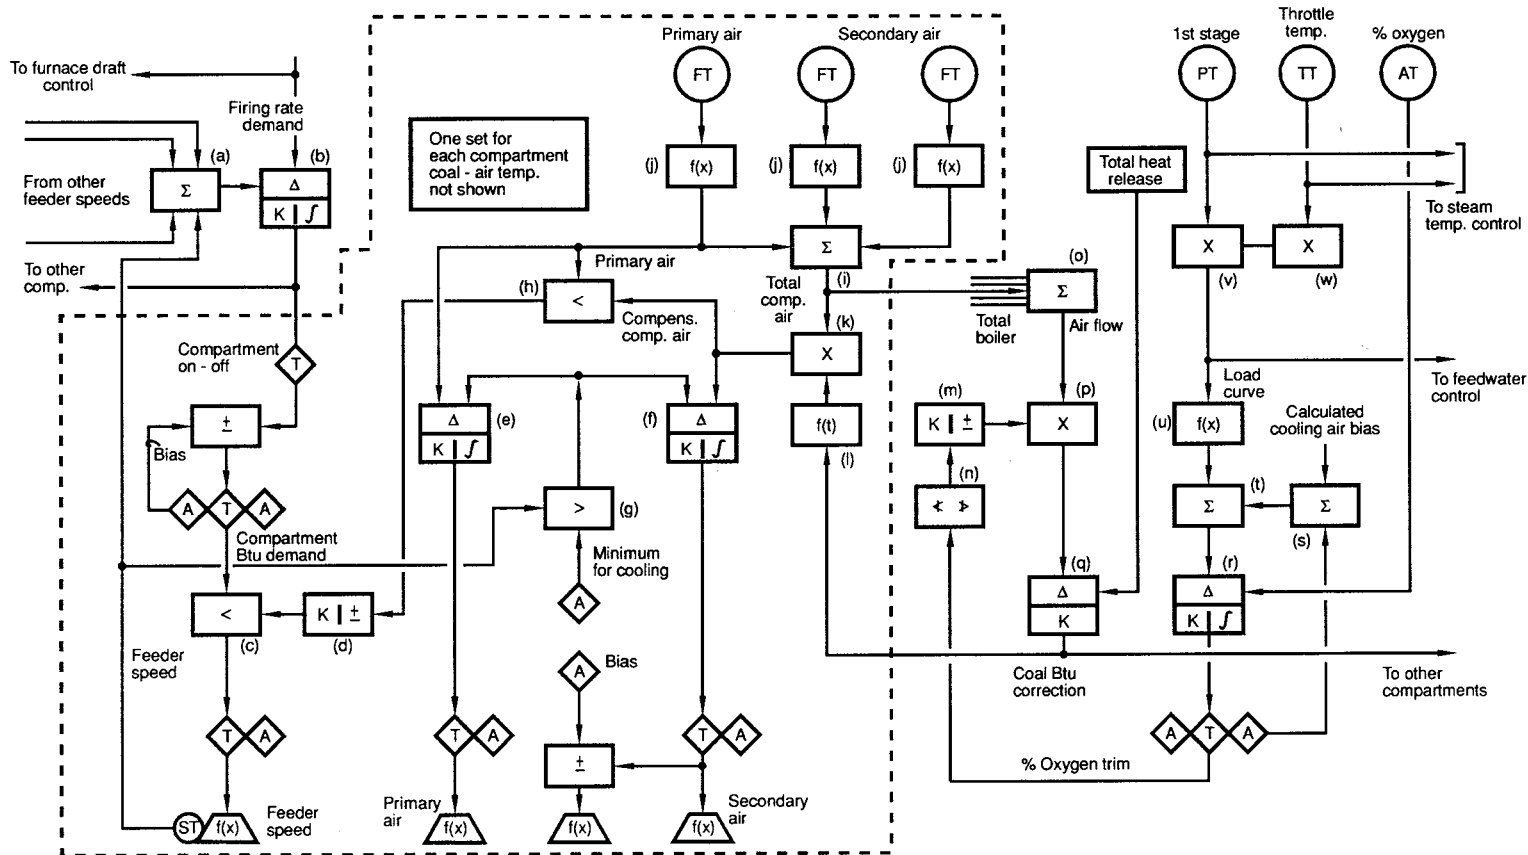 Primary air
Secondary air
1st stage
Throttle
temp.
% oxygen
To furnace draft
control
FT
FT
FT
PT
TT
AT
Firing rate
demand
One set for
each compartment
coal - air temp.
not shown
(a)
(b)
(j)
f(x)
(j)
f(x)
(j)
f(x)
Total heat
release
From other
feeder speeds
Σ
Δ
K ∫
To steam
temp. control
Σ
X
X
To other
comp.
Primary air
(h)
<
Total
comp.
air
(i)
(o)
Σ
(v)
(w)
Compens.
comp. air
(k)
X
Total
boiler
Air flow
Compartment
on - off
T
To feedwater
control
Load
curve
±
Bias
Δ
K ∫
(e)
(f)
Δ
K ∫
f(t)
(l)
(m)
K ±
(p)
X
(u)
f(x)
Calculated
cooling air bias
A
T
A
>
(g)
(n)
< >
Σ
(t)
Σ
(s)
Compartment
Btu demand
Minimum
for cooling
A
(q)
Δ
K
(r)
Δ
K ∫
<
(c)
K ±
(d)
Feeder
speed
A
Bias
Coal Btu
correction
To other
compartments
T
A
T
A
T
A
A
T
A
±
% Oxygen trim
ST
f(x)
Feeder
speed
Primary
air
f(x)
f(x)
f(x)
Secondary
air